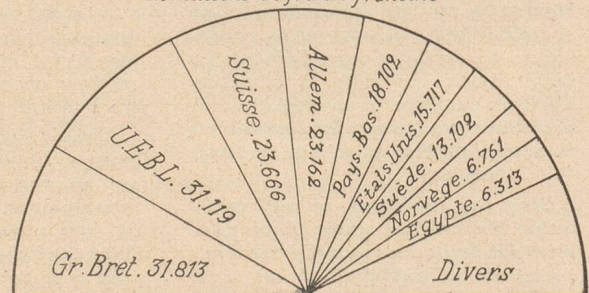 Gr. Bret. 31.813
U.E.B.L. 31.119
Suisse. 23.666
Allem. 23.162
Pays. Bas. 18.102
Etats Unis. 15.717
Suède. 13.102
Norvège. 6.761
Egypte. 6.313
Divers